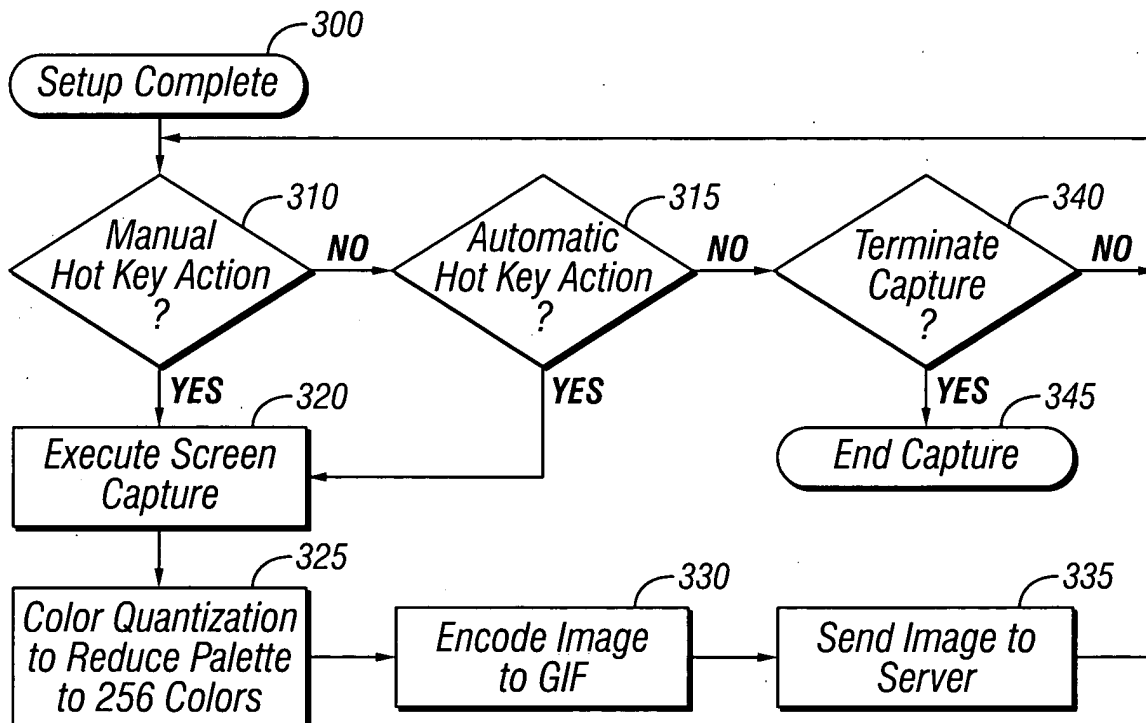 300
Setup Complete
310
Manual
Hot Key Action
?
NO
315
Automatic
Hot Key Action
?
NO
340
Terminate
Capture
?
NO
YES
320
Execute Screen
Capture
YES
YES
345
End Capture
325
Color Quantization
to Reduce Palette
to 256 Colors
330
Encode Image
to GIF
335
Send Image to
Server